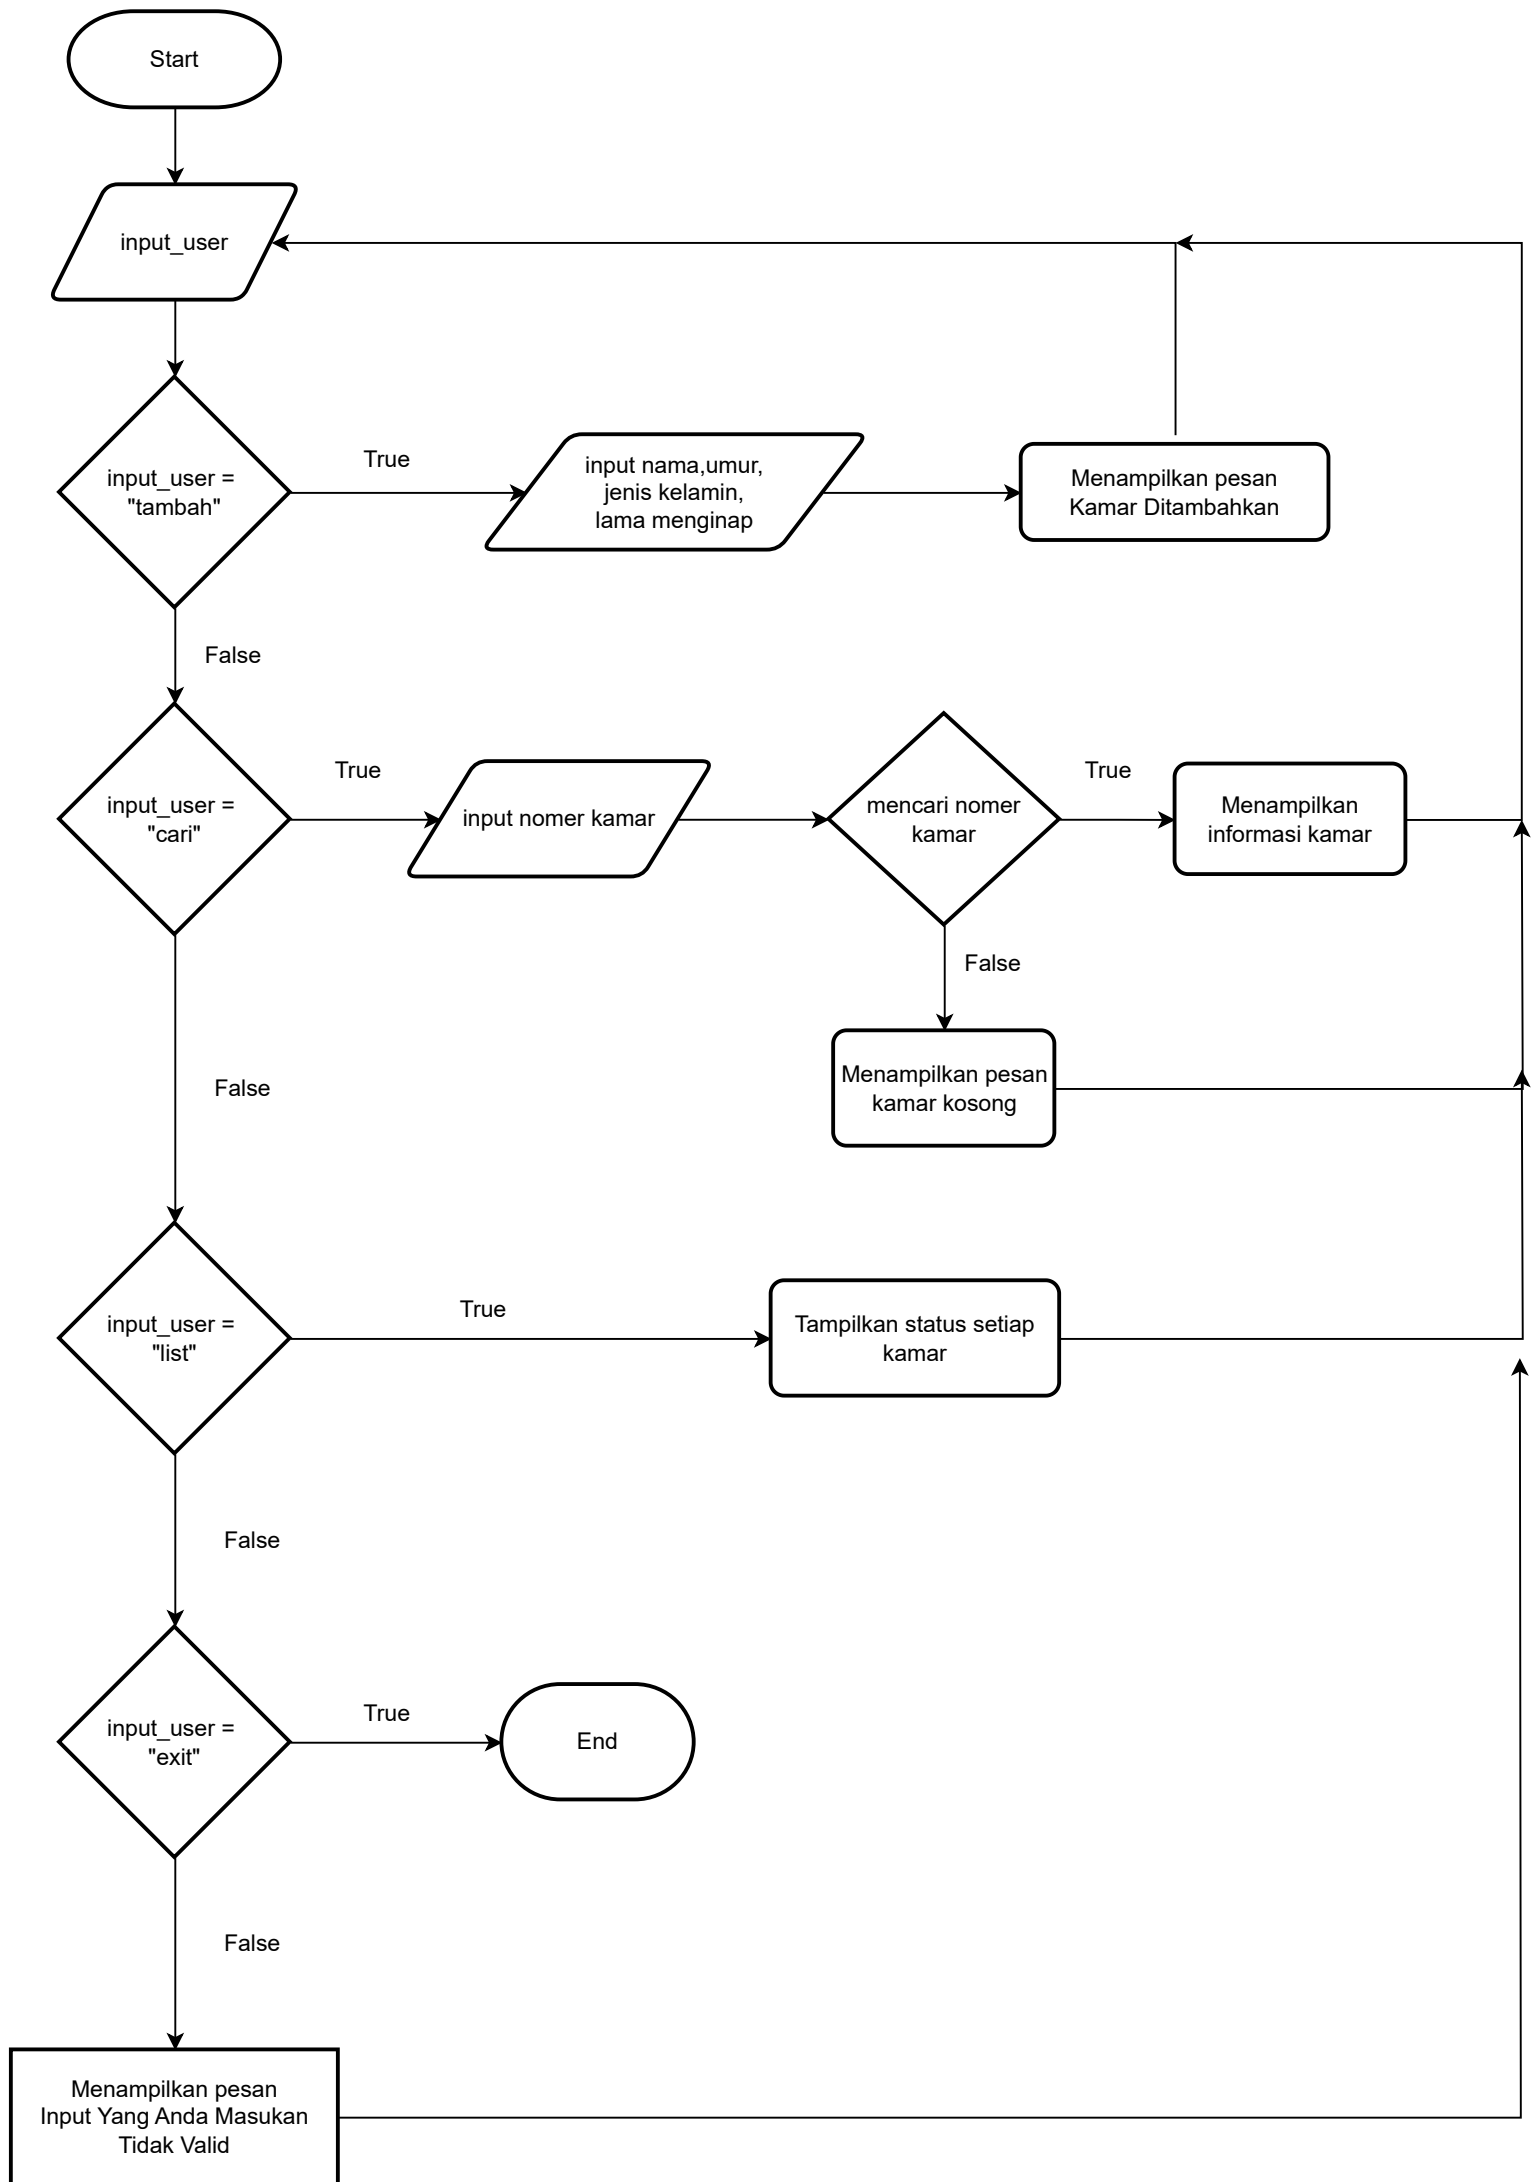 Start
input_user
input_user =
"tambah"
True
input nama,umur,
jenis kelamin,
lama menginap
Menampilkan pesan
Kamar Ditambahkan
False
input_user =
"cari"
True
input nomer kamar
mencari nomer
kamar
True
Menampilkan
informasi kamar
False
Menampilkan pesan
kamar kosong
False
input_user =
"list"
True
Tampilkan status setiap
kamar
False
input_user =
"exit"
True
End
False
Menampilkan pesan
Input Yang Anda Masukan
Tidak Valid